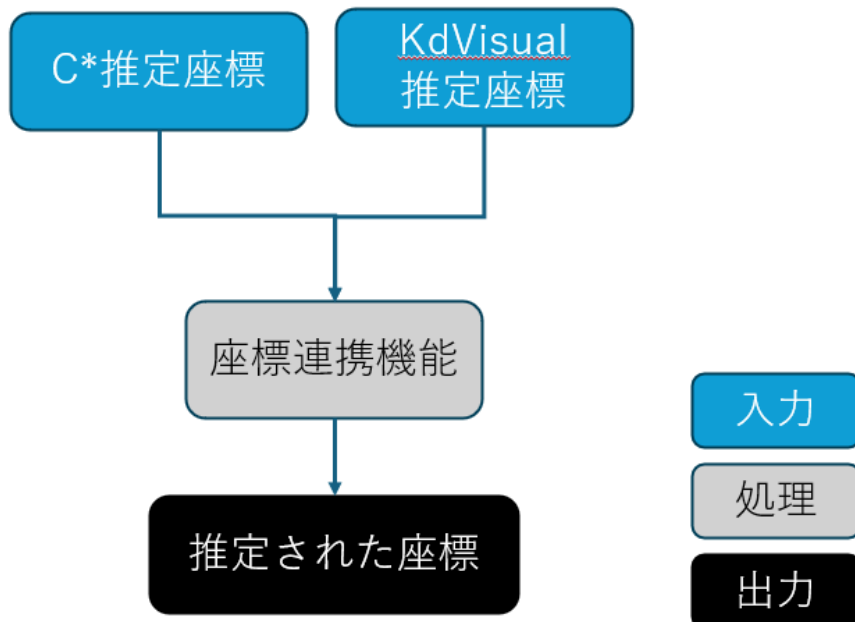 C*推定座標
KdVisual
推定座標
座標連携機能
推定された座標
入力
処理
出力